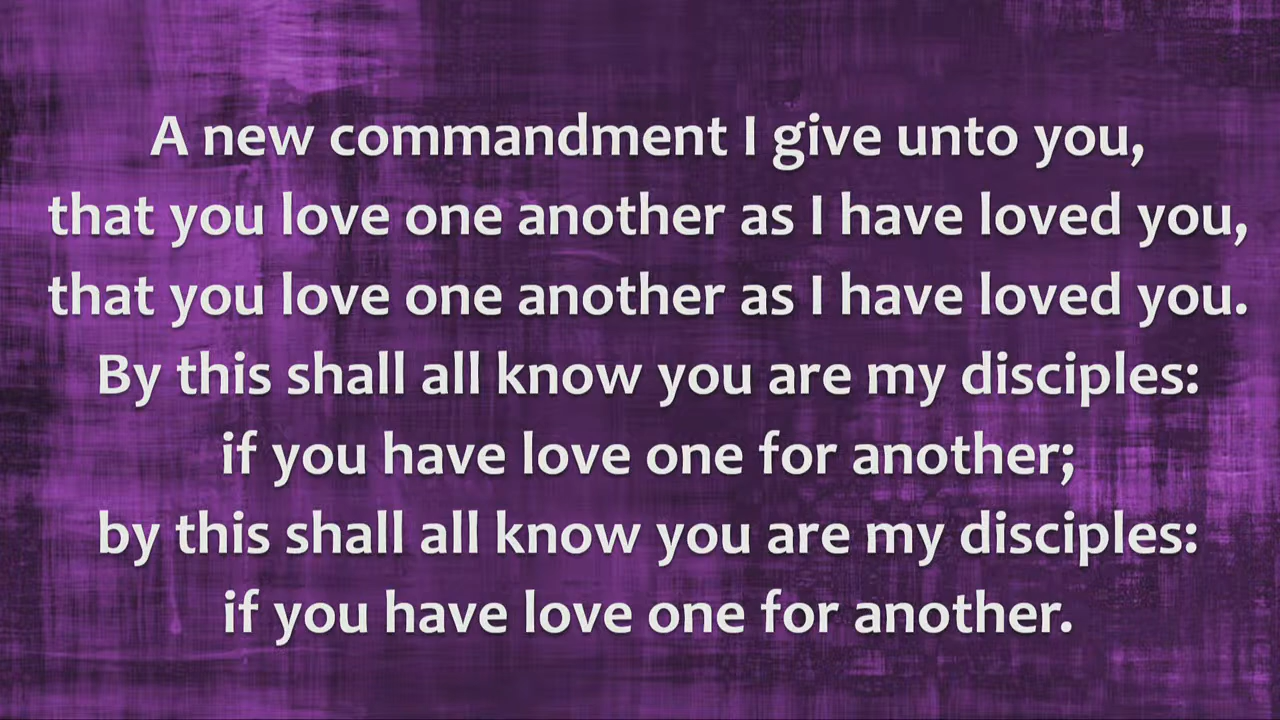 A new commandment I give unto you,
that you love one another as I have loved you,
that you love one another as I have loved you.
By this shall all know you are my disciples:
if you have love one for another;
by this shall all know you are my disciples:
if you have love one for another.